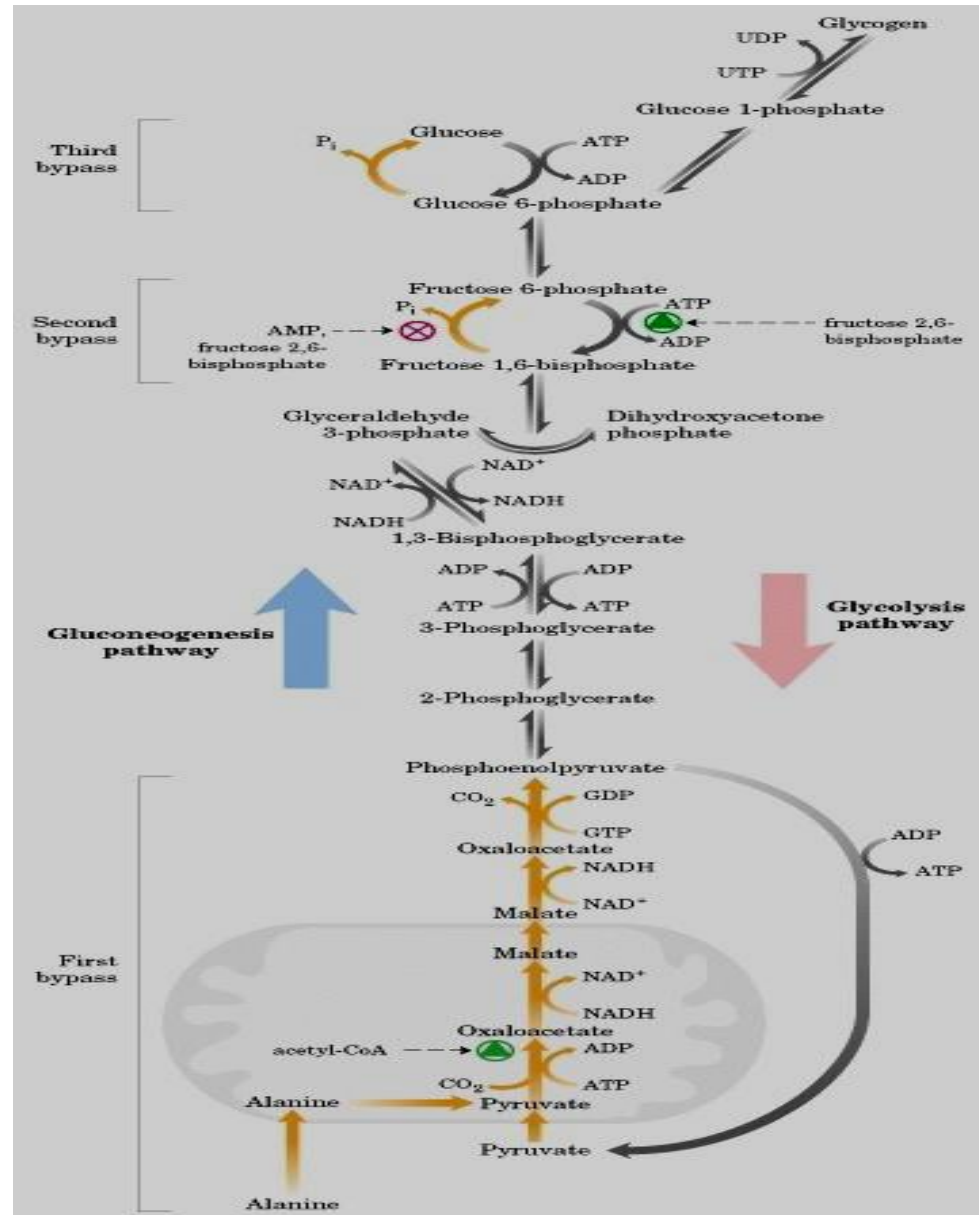 Glycogen
UDP
UTP
Glucose 1-phosphate
Third
bypass
Pi
Glucose
ATP
ADP
Glucose 6-phosphate
Second
bypass
Fructose 6-phosphate
Pi
ATP
AMP,
fructose 2,6-
bisphosphate
ADP
fructose 2,6-
bisphosphate
Fructose 1,6-bisphosphate
Glyceraldehyde
3-phosphate
Dihydroxyacetone
phosphate
NAD+
NAD+
NADH
NADH
1,3-Bisphosphoglycerate
ADP
ADP
ATP
ATP
3-Phosphoglycerate
Gluconeogenesis
pathway
Glycolysis
pathway
2-Phosphoglycerate
Phosphoenolpyruvate
CO2
GDP
GTP
Oxaloacetate
ADP
ATP
NADH
NAD+
Malate
First
bypass
Malate
NAD+
NADH
Oxaloacetate
acetyl-CoA
ADP
CO2
ATP
Alanine
Pyruvate
Pyruvate
Alanine